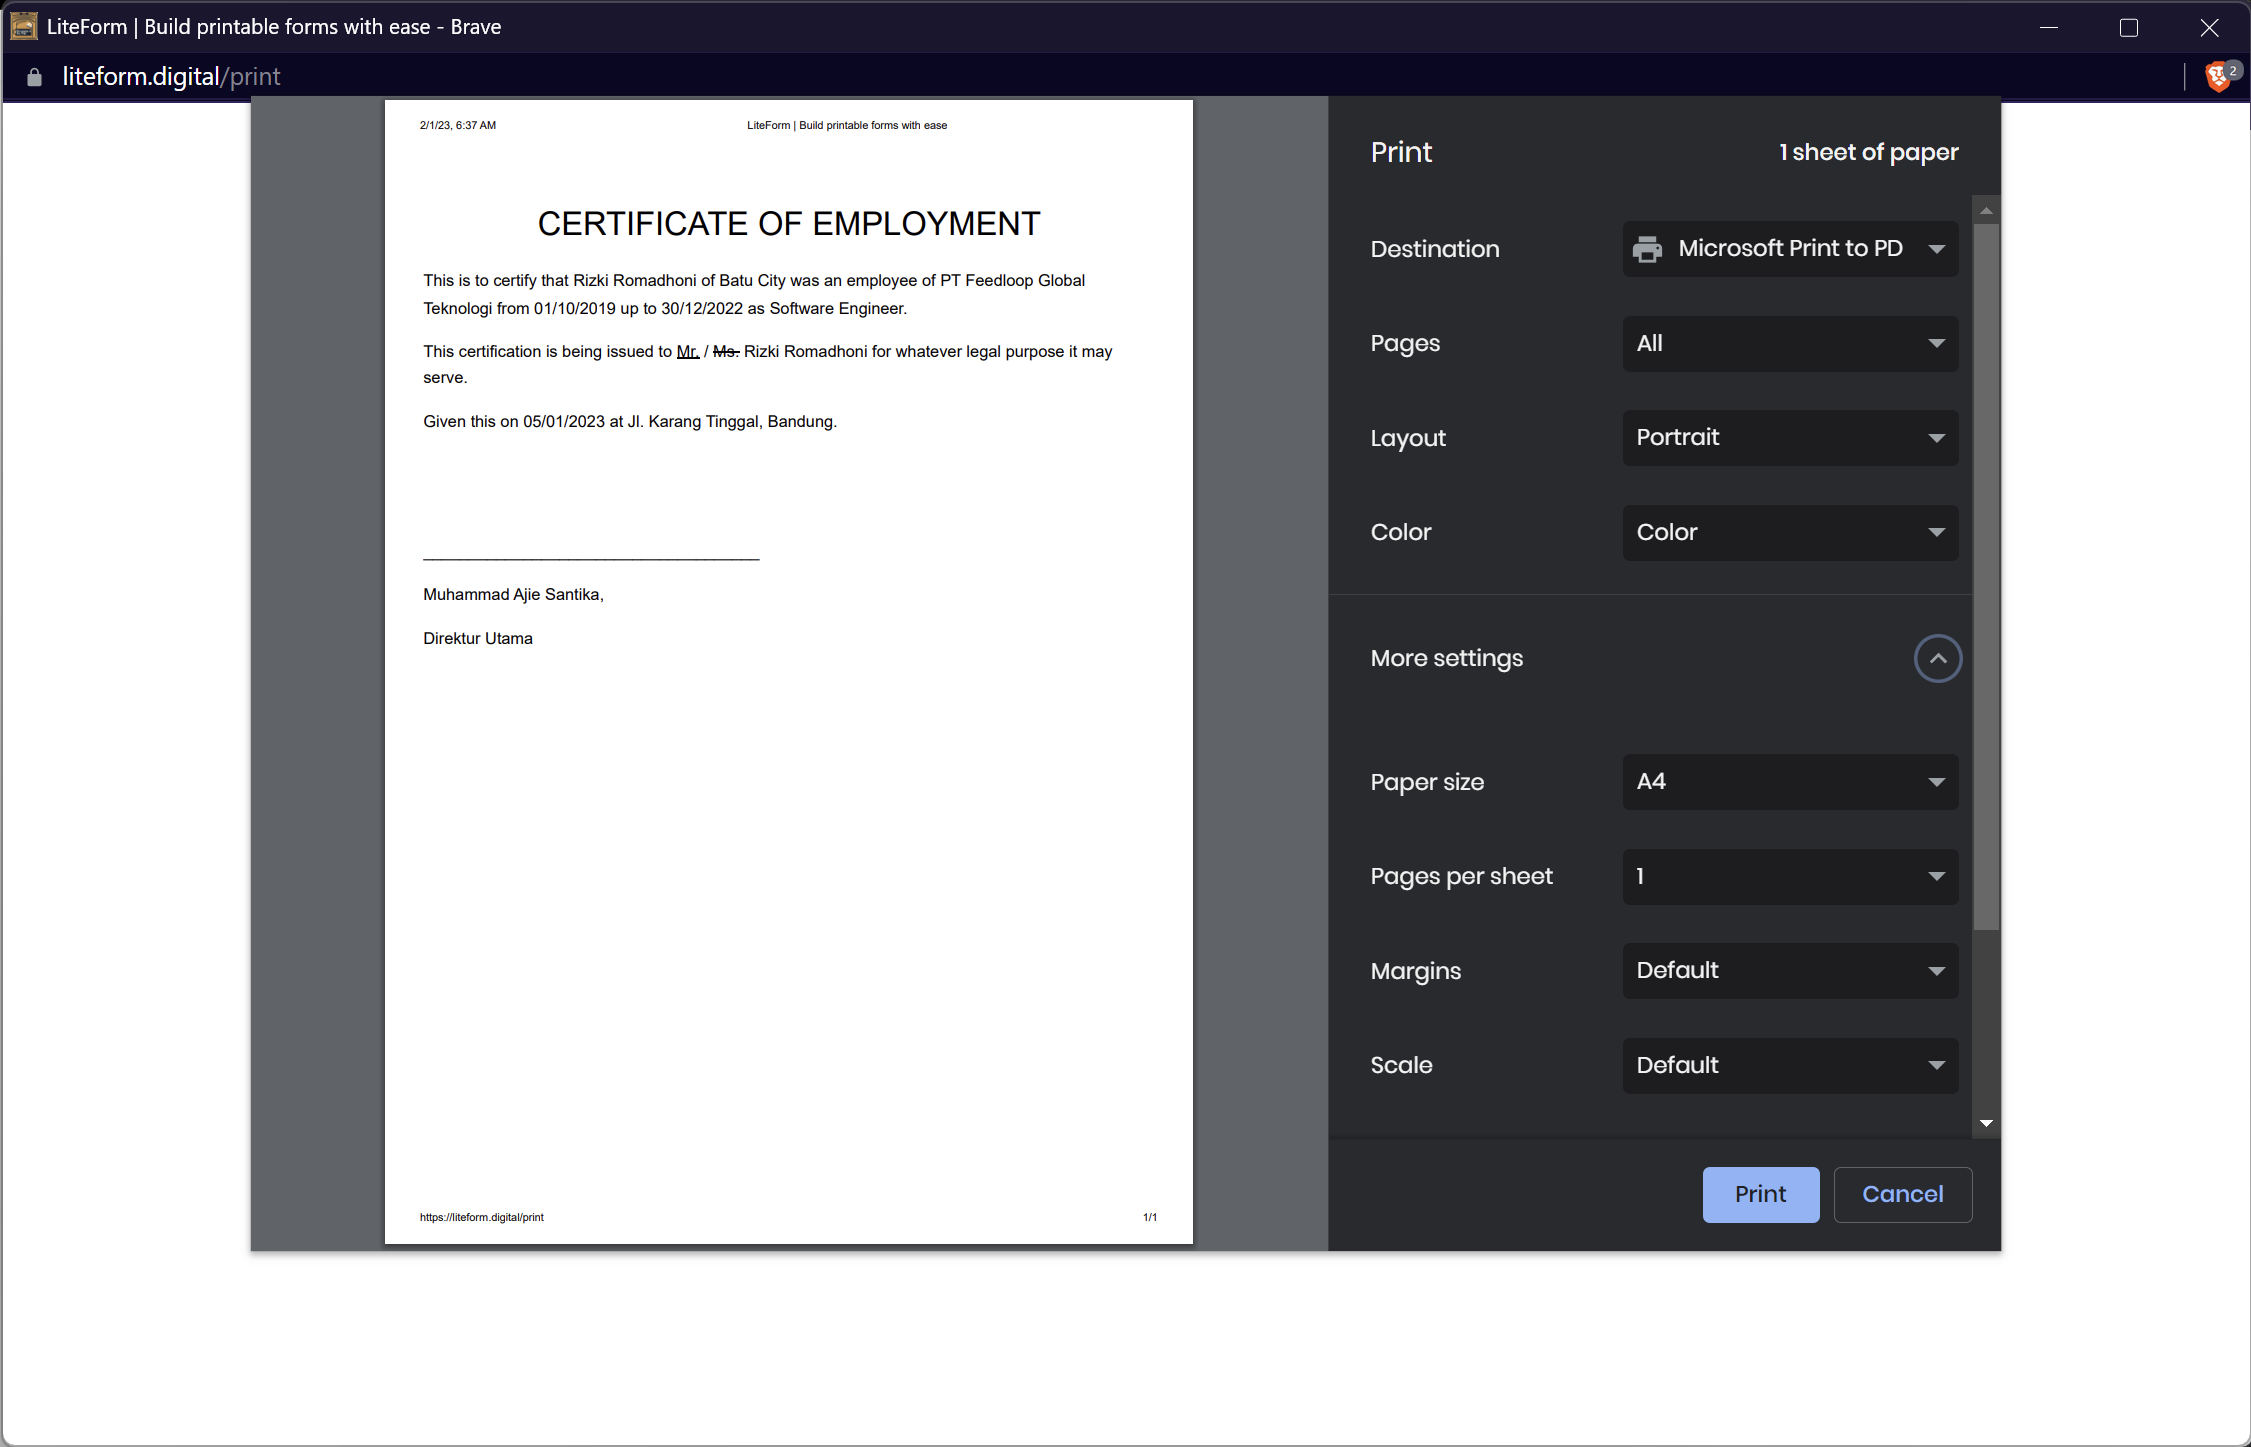 LiteForm | Build printable forms with ease - Brave
liteform.digital/print
2
2/1/23, 6:37 AM
LiteForm | Build printable forms with ease
CERTIFICATE OF EMPLOYMENT
This is to certify that Rizki Romadhoni of Batu City was an employee of PT Feedloop Global
Teknologi from 01/10/2019 up to 30/12/2022 as Software Engineer.
This certification is being issued to Mr. / Ms. Rizki Romadhoni for whatever legal purpose it may
serve.
Given this on 05/01/2023 at Jl. Karang Tinggal, Bandung.
Muhammad Ajie Santika,
Direktur Utama
https://liteform.digital/print
1/1
Print
1 sheet of paper
Destination
Microsoft Print to PD
Pages
All
Layout
Portrait
Color
Color
More settings
Paper size
A4
Pages per sheet
1
Margins
Default
Scale
Default
Print
Cancel